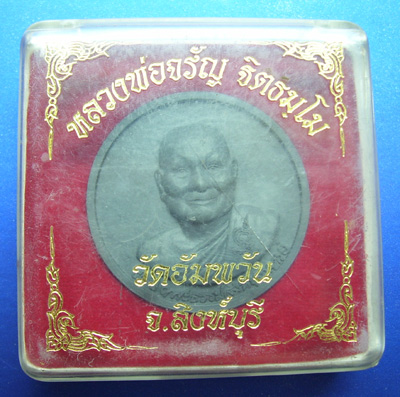 หลวงพ่อจรัญ ฐิตธมฺโม
วัดอัมพวัน
จ.สิงห์บุรี